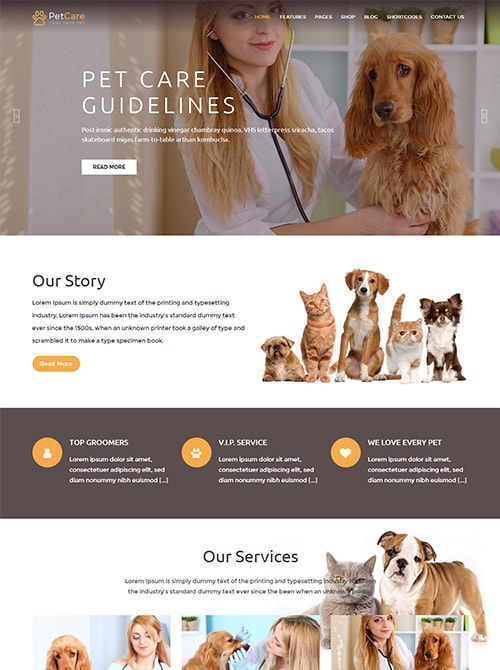 PetCare
HOME FEATURES PAGES SHOP BLOG SHORTCODES CONTACT US
PET CARE
GUIDELINES
Post-ironic authentic drinking vinegar chambray quinoa. VHS letterpress sriracha, tacos
skateboard migas farm-to-table artisan kombucha.
READ MORE
Our Story
Lorem Ipsum is simply dummy text of the printing and typesetting
industry. Lorem Ipsum has been the industry's standard dummy text
ever since the 1500s, when an unknown printer took a galley of type and
scrambled it to make a type specimen book.
Read More
TOP GROOMERS
Lorem ipsum dolor sit amet,
consectetuer adipiscing elit, sed
diam nonummy nibh euismod [...]
V.I.P. SERVICE
Lorem ipsum dolor sit amet,
consectetuer adipiscing elit, sed
diam nonummy nibh euismod [...]
WE LOVE EVERY PET
Lorem ipsum dolor sit amet,
consectetuer adipiscing elit, sed
diam nonummy nibh euismod [...]
Our Services
Lorem Ipsum is simply dummy text of the printing and typesetting industry. Lorem Ipsum
has been the industry's standard dummy text ever since the 1500s, when an unknown printer